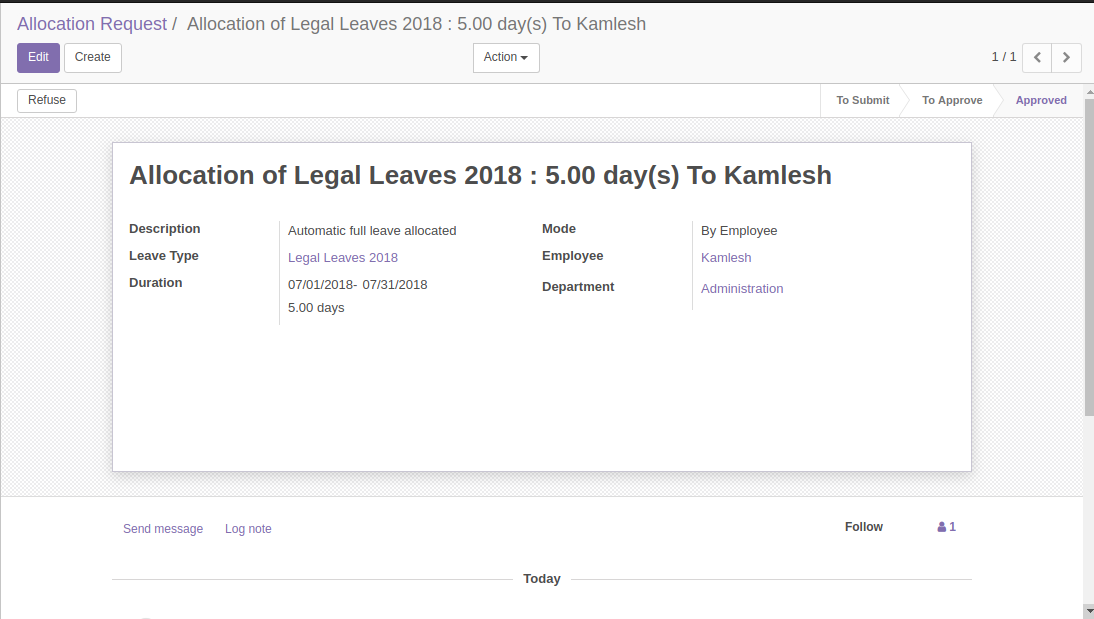 Allocation Request / Allocation of Legal Leaves 2018 : 5.00 day(s) To Kamlesh
Edit Create Action 1 / 1
Refuse To Submit To Approve Approved
Allocation of Legal Leaves 2018 : 5.00 day(s) To Kamlesh
Description Automatic full leave allocated Mode By Employee
Leave Type Legal Leaves 2018 Employee Kamlesh
Duration 07/01/2018- 07/31/2018 Department Administration
5.00 days
Send message Log note Follow 1
Today